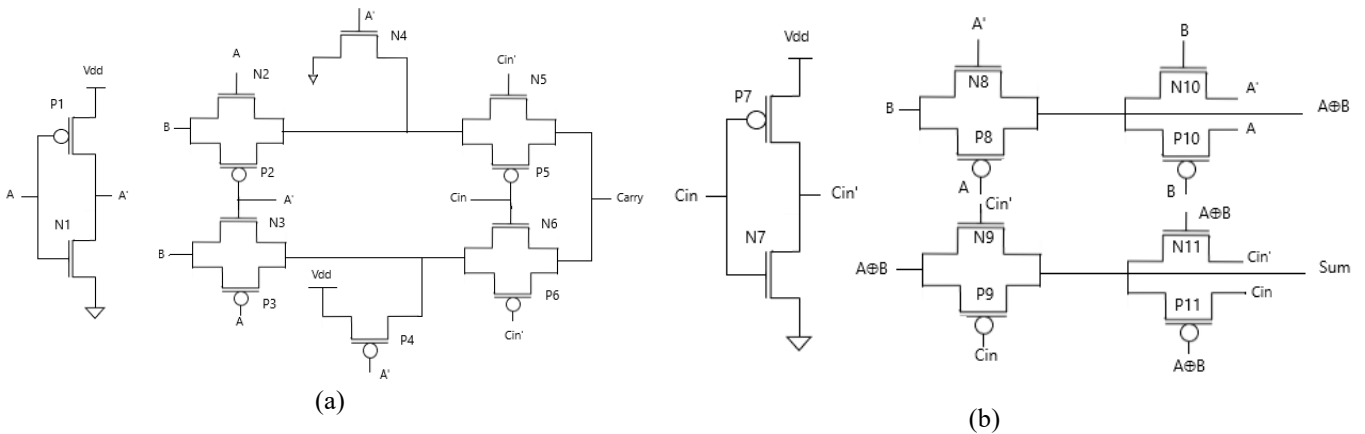 A'
N4
A
N2
Cin'
N5
Vdd
P1
B
P2
P5
A
A'
A'
Cin
Carry
N1
N3
N6
B
Vdd
P3
P6
A
P4
Cin'
A'
(a)
Vdd
P7
Cin
Cin'
N7
A'
B
N8
N10
A'
B
A⊕B
P8
P10
A
A
B
Cin'
A⊕B
N9
N11
Cin'
A⊕B
Sum
P9
P11
Cin
Cin
A⊕B
(b)